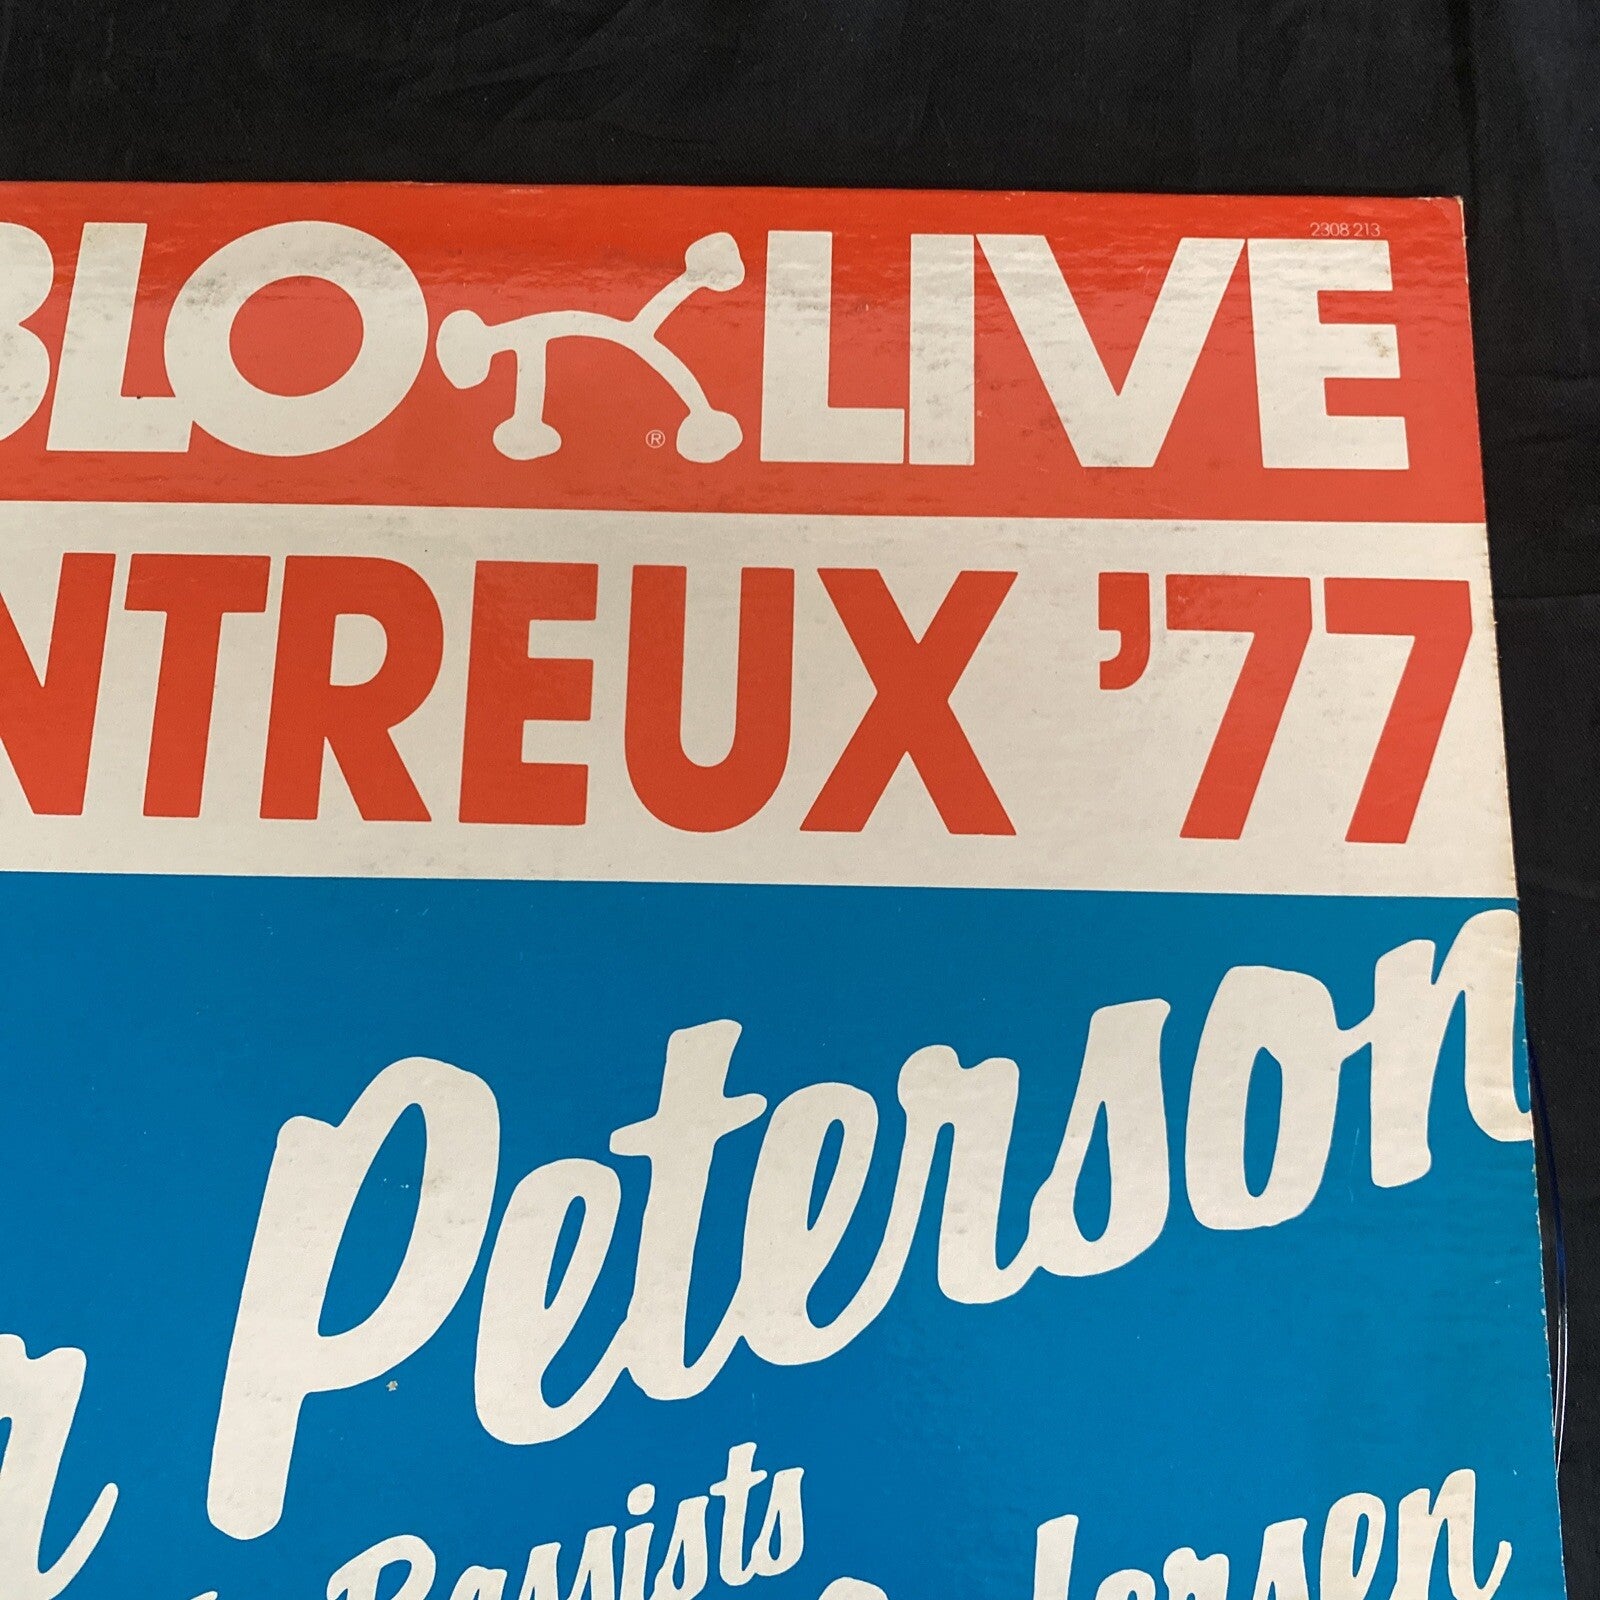 2308 213
BLO LIVE
®
NTREUX '77
r Peterson
Bassists